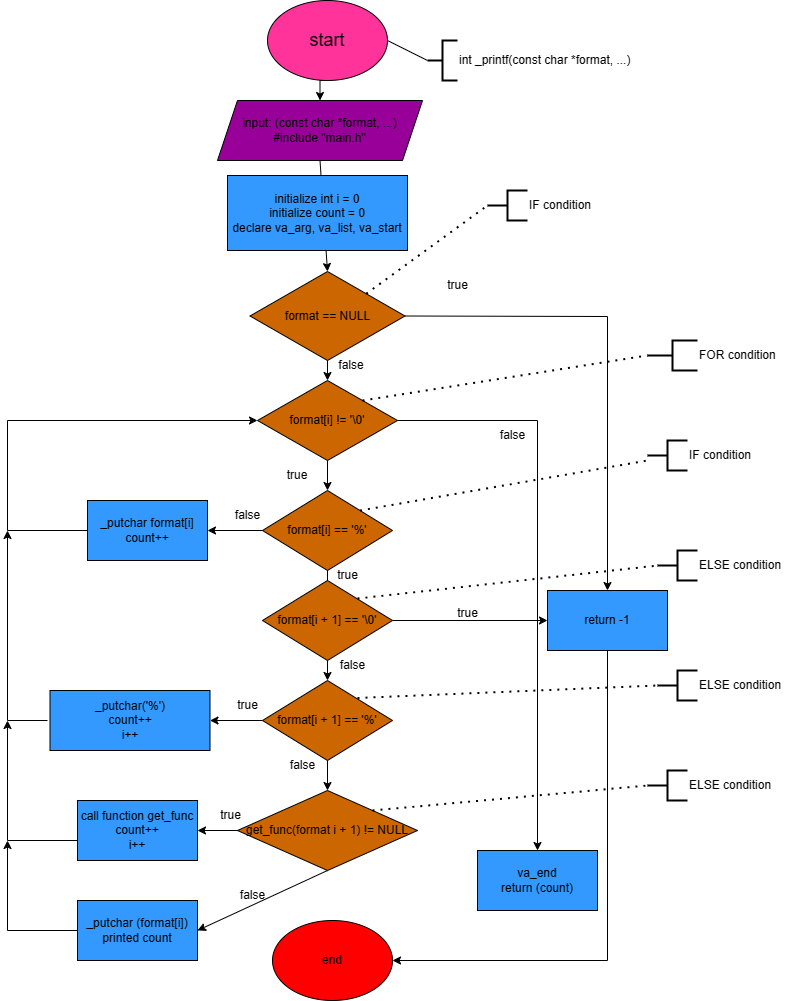 start
int _printf(const char *format, ...)
input: (const char *format, ...)
#include "main.h"
initialize int i = 0
initialize count = 0
declare va_arg, va_list, va_start
IF condition
format == NULL
true
false
FOR condition
format[i] != '\0'
false
true
IF condition
_putchar format[i]
count++
false
format[i] == '%'
true
ELSE condition
format[i + 1] == '\0'
true
return -1
false
ELSE condition
_putchar('%')
count++
i++
true
format[i + 1] == '%'
false
ELSE condition
call function get_func
count++
i++
true
get_func(format i + 1) != NULL
false
va_end
return (count)
_putchar (format[i])
printed count
end